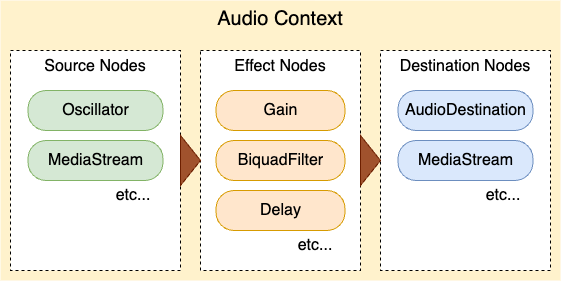 Audio Context
Source Nodes
Oscillator
MediaStream
etc...
Effect Nodes
Gain
BiquadFilter
Delay
etc...
Destination Nodes
AudioDestination
MediaStream
etc...